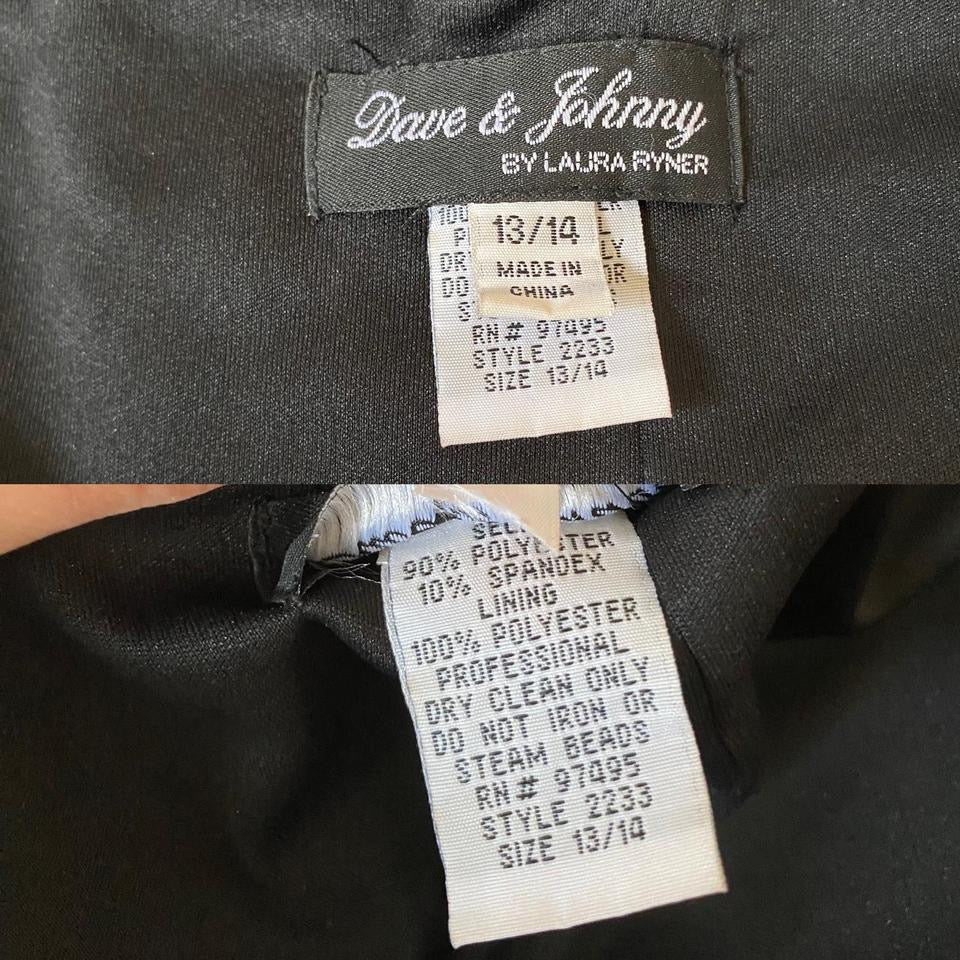 Dave & Johnny
BY LAURA RYNER
13/14
MADE IN
CHINA
RN # 97495
STYLE 2233
SIZE 13/14
90% POLYESTER
10% SPANDEX
LINING
100% POLYESTER
PROFESSIONAL
DRY CLEAN ONLY
DO NOT IRON OR
STEAM BEADS
RN # 97495
STYLE 2233
SIZE 13/14